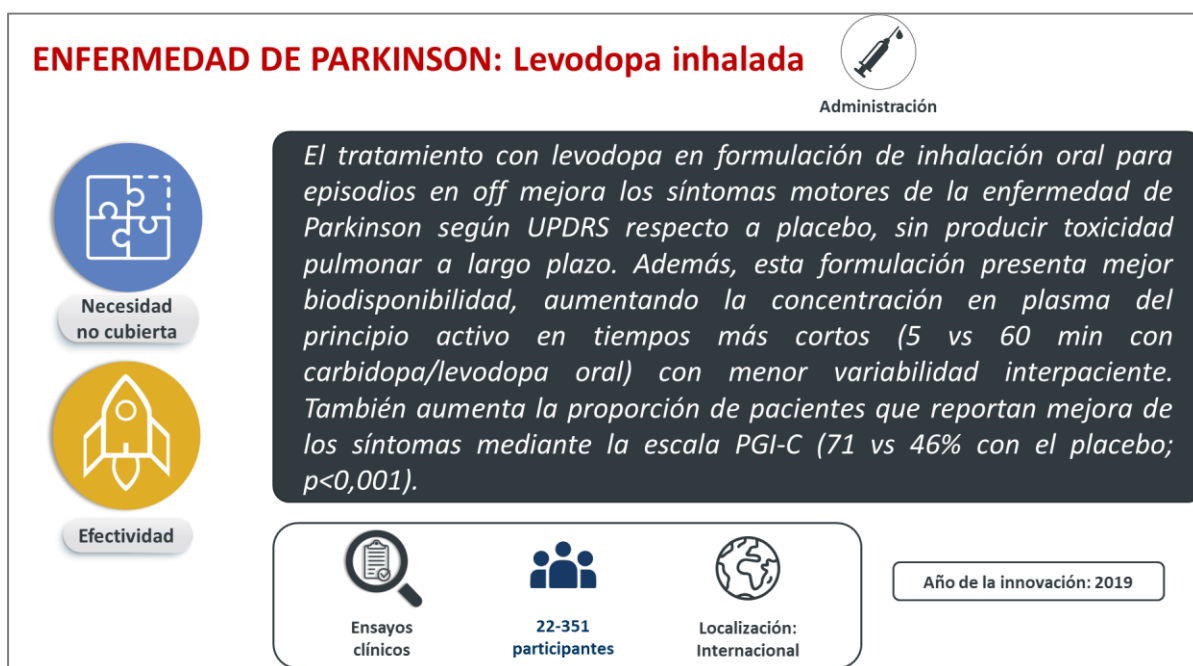 ENFERMEDAD DE PARKINSON: Levodopa inhalada
Administración
El tratamiento con levodopa en formulación de inhalación oral para
episodios en off mejora los síntomas motores de la enfermedad de
Parkinson según UPDRS respecto a placebo, sin producir toxicidad
pulmonar a largo plazo. Además, esta formulación presenta mejor
biodisponibilidad, aumentando la concentración en plasma del
principio activo en tiempos más cortos (5 vs 60 min con
carbidopa/levodopa oral) con menor variabilidad interpaciente.
También aumenta la proporción de pacientes que reportan mejora de
los síntomas mediante la escala PGI-C (71 vs 46% con el placebo;
p<0,001).
Necesidad
no cubierta
Efectividad
Ensayos
clínicos
22-351
participantes
Localización:
Internacional
Año de la innovación: 2019